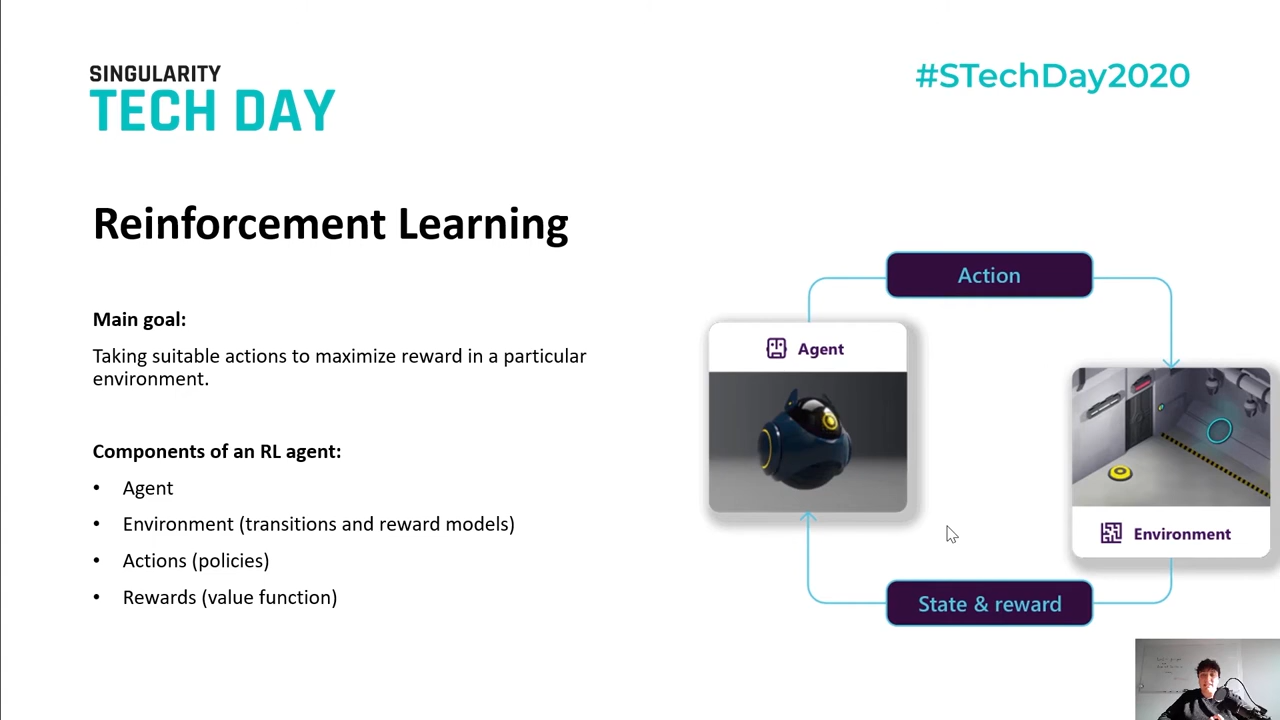 SINGULARITY
TECH DAY
#STechDay2020
Reinforcement Learning
Main goal:
Taking suitable actions to maximize reward in a particular
environment.
Components of an RL agent:
• Agent
• Environment (transitions and reward models)
• Actions (policies)
• Rewards (value function)
Action
Agent
Environment
State & reward